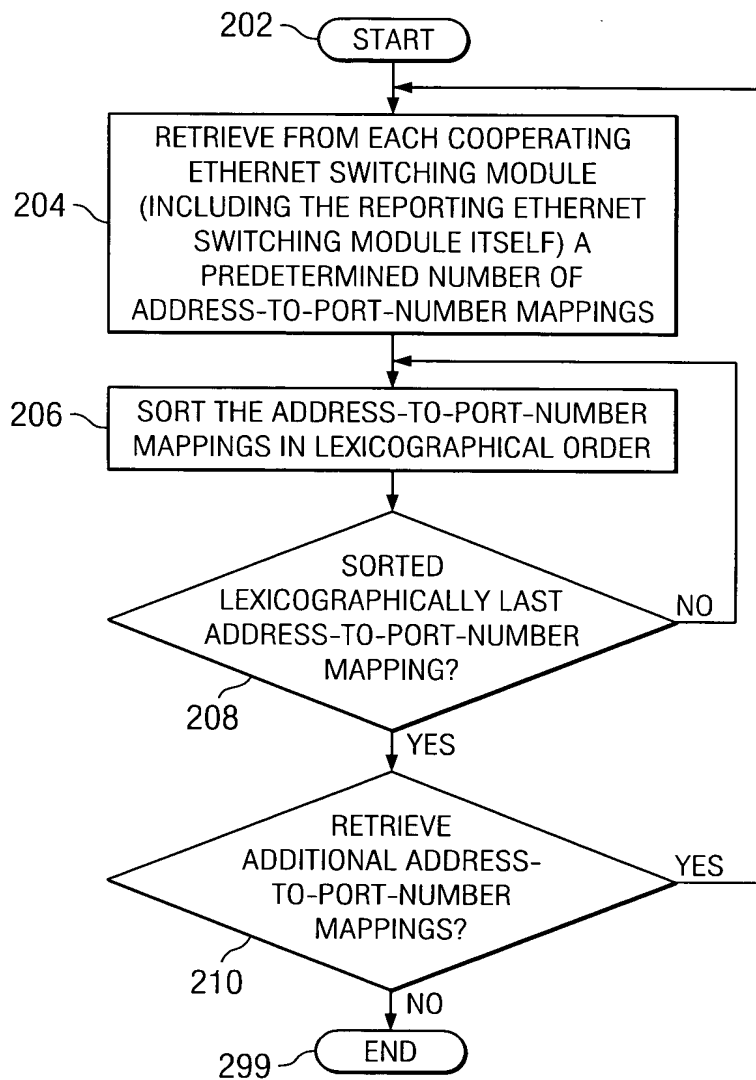 202
START
204
RETRIEVE FROM EACH COOPERATING
ETHERNET SWITCHING MODULE
(INCLUDING THE REPORTING ETHERNET
SWITCHING MODULE ITSELF) A
PREDETERMINED NUMBER OF
ADDRESS-TO-PORT-NUMBER MAPPINGS
206
SORT THE ADDRESS-TO-PORT-NUMBER
MAPPINGS IN LEXICOGRAPHICAL ORDER
SORTED
LEXICOGRAPHICALLY LAST
ADDRESS-TO-PORT-NUMBER
MAPPING?
NO
208
YES
RETRIEVE
ADDITIONAL ADDRESS-
TO-PORT-NUMBER
MAPPINGS?
YES
210
NO
299
END